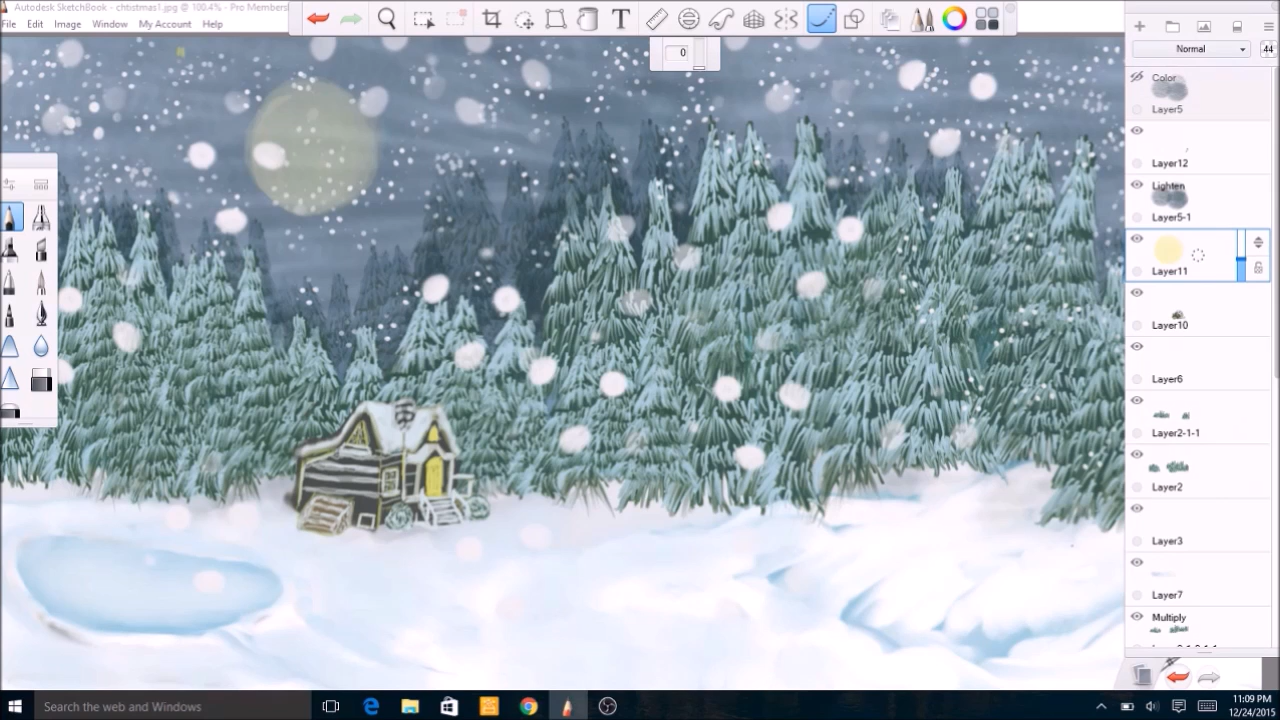 Autodesk SketchBook - chtistmas1.jpg @ 100.4% - Pro Members
File Edit Image Window My Account Help
0
Normal
44
Color
Layer5
Layer12
Lighten
Layer5-1
Layer11
Layer10
Layer6
Layer2-1-1
Layer2
Layer3
Layer7
Multiply
Search the web and Windows
11:09 PM
12/24/2015